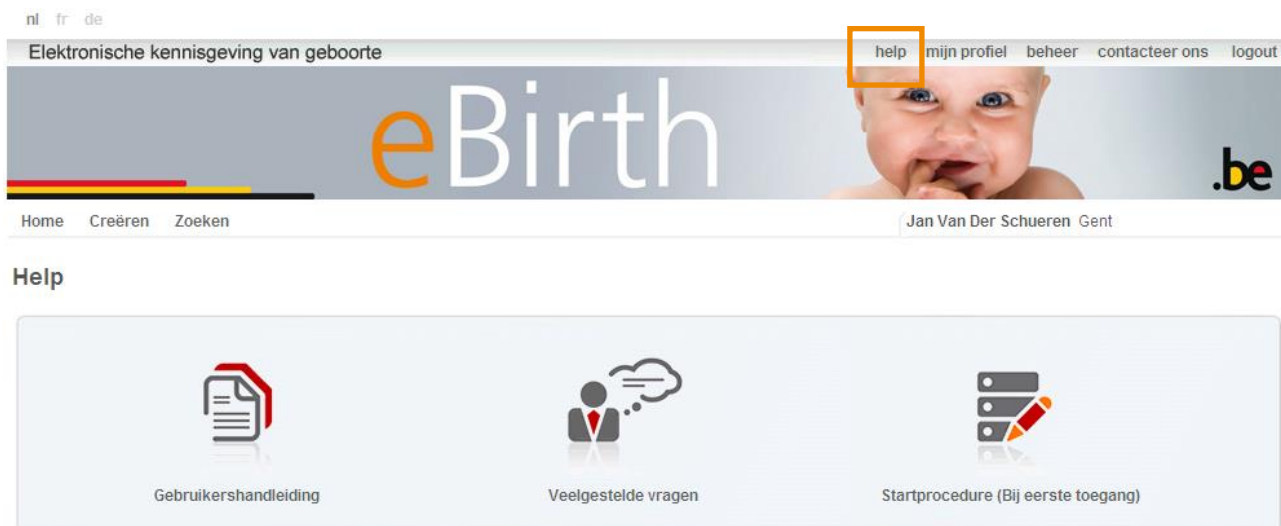 nl fr de
Elektronische kennisgeving van geboorte help mijn profiel beheer contacteer ons logout
eBirth
.be
Home Creëren Zoeken Jan Van Der Schueren Gent
Help
Gebruikershandleiding Veelgestelde vragen Startprocedure (Bij eerste toegang)